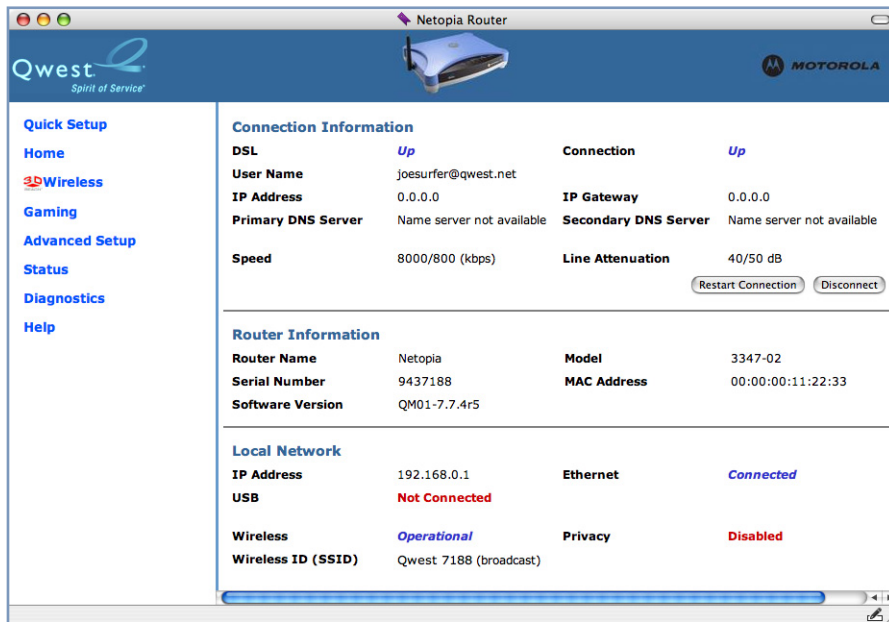 Netopia Router
Qwest
Spirit of Service
MOTOROLA
Quick Setup
Home
3D Wireless
Gaming
Advanced Setup
Status
Diagnostics
Help
Connection Information
DSL Up Connection Up
User Name joesurfer@qwest.net
IP Address 0.0.0.0 IP Gateway 0.0.0.0
Primary DNS Server Name server not available Secondary DNS Server Name server not available
Speed 8000/800 (kbps) Line Attenuation 40/50 dB
Restart Connection Disconnect
Router Information
Router Name Netopia Model 3347-02
Serial Number 9437188 MAC Address 00:00:00:11:22:33
Software Version QM01-7.7.4r5
Local Network
IP Address 192.168.0.1 Ethernet Connected
USB Not Connected
Wireless Operational Privacy Disabled
Wireless ID (SSID) Qwest 7188 (broadcast)